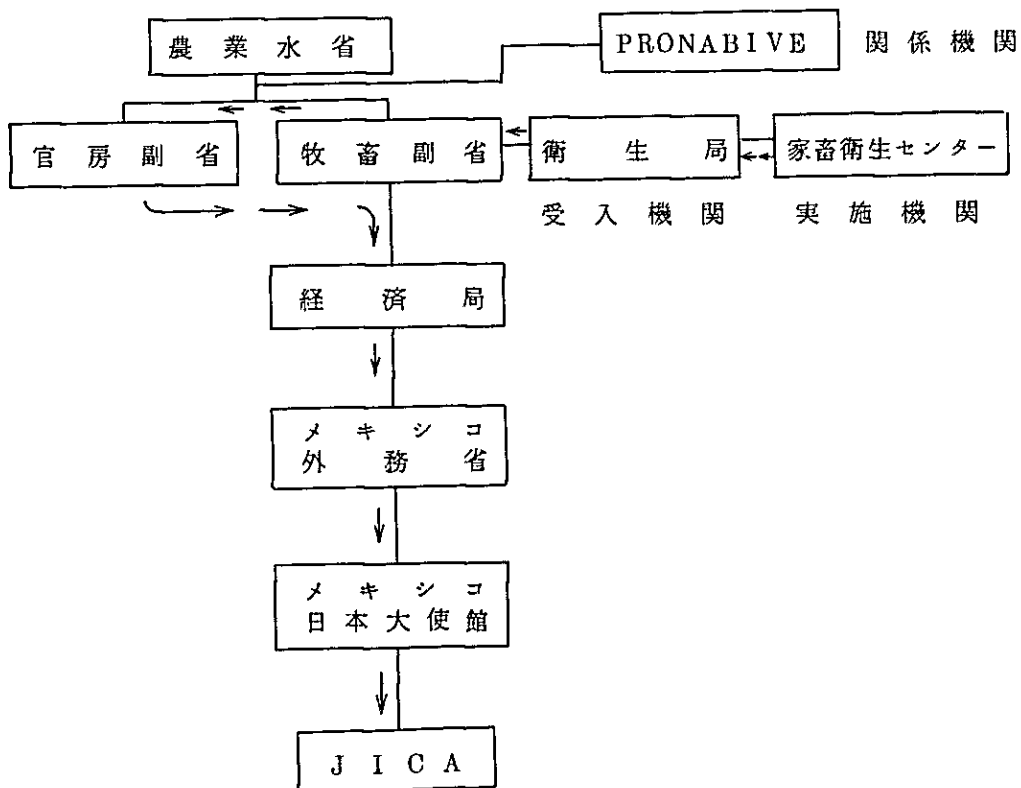 農業水省
PRONABIVE 関係機関
官房副省
牧畜副省
衛生局
家畜衛生センター
受入機関
実施機関
経済局
メキシコ
外務省
メキシコ
日本大使館
JICA